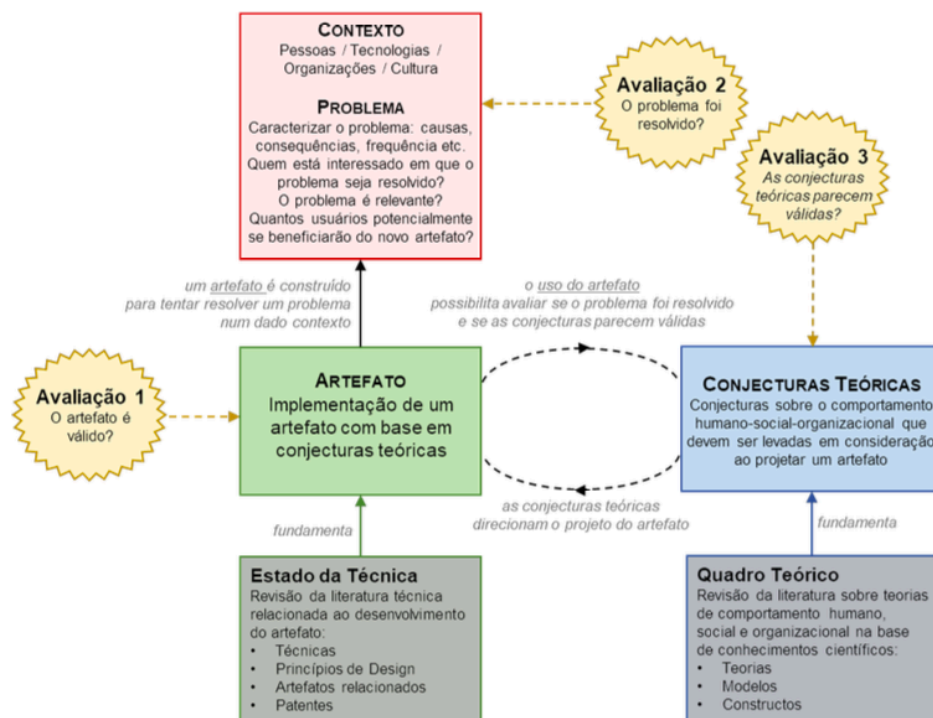 CONTEXTO
Pessoas / Tecnologias /
Organizações / Cultura
PROBLEMA
Caracterizar o problema: causas,
consequências, frequência etc.
Quem está interessado em que o
problema seja resolvido?
O problema é relevante?
Quantos usuários potencialmente
se beneficiarão do novo artefato?
Avaliação 2
O problema foi
resolvido?
Avaliação 3
As conjecturas
teóricas parecem
válidas?
um artefato é construído
para tentar resolver um problema
num dado contexto
o uso do artefato
possibilita avaliar se o problema foi resolvido
e se as conjecturas parecem válidas
Avaliação 1
O artefato é
válido?
ARTEFATO
Implementação de um
artefato com base em
conjecturas teóricas
CONJECTURAS TEÓRICAS
Conjecturas sobre o comportamento
humano-social-organizacional que
devem ser levadas em consideração
ao projetar um artefato
as conjecturas teóricas
direcionam o projeto do artefato
fundamenta
fundamenta
Estado da Técnica
Revisão da literatura técnica
relacionada ao desenvolvimento
do artefato:
• Técnicas
• Princípios de Design
• Artefatos relacionados
• Patentes
Quadro Teórico
Revisão da literatura sobre teorias
de comportamento humano,
social e organizacional na base
de conhecimentos científicos:
• Teorias
• Modelos
• Constructos